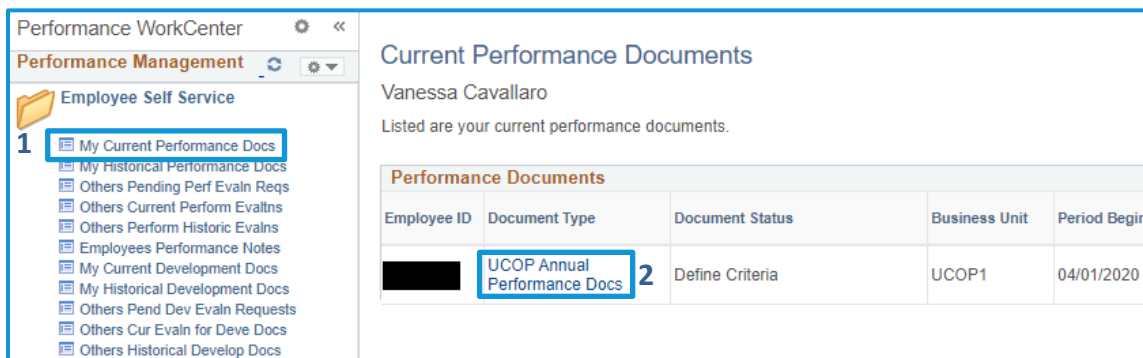 Performance WorkCenter
Performance Management
Employee Self Service
1
My Current Performance Docs
My Historical Performance Docs
Others Pending Perf Evaln Reqs
Others Current Perform Evaltns
Others Perform Historic Evalns
Employees Performance Notes
My Current Development Docs
My Historical Development Docs
Others Pend Dev Evaln Requests
Others Cur Evaln for Deve Docs
Others Historical Develop Docs
Current Performance Documents
Vanessa Cavallaro
Listed are your current performance documents.
Performance Documents
Employee ID Document Type Document Status Business Unit Period Begin
UCOP Annual
Performance Docs 2 Define Criteria UCOP1 04/01/2020